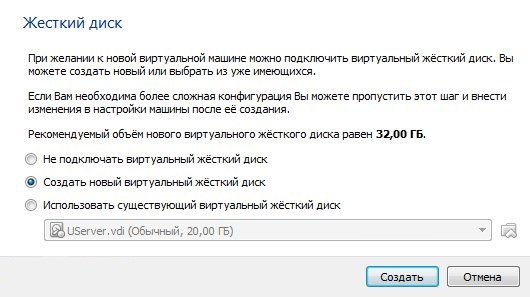 Жесткий диск
При желании к новой виртуальной машине можно подключить виртуальный жёсткий диск. Вы
можете создать новый или выбрать из уже имеющихся.
Если Вам необходима более сложная конфигурация Вы можете пропустить этот шаг и внести
изменения в настройки машины после её создания.
Рекомендуемый объём нового виртуального жёсткого диска равен 32,00 ГБ.
Не подключать виртуальный жёсткий диск
Создать новый виртуальный жёсткий диск
Использовать существующий виртуальный жёсткий диск
UServer.vdi (Обычный, 20,00 ГБ)
Создать Отмена